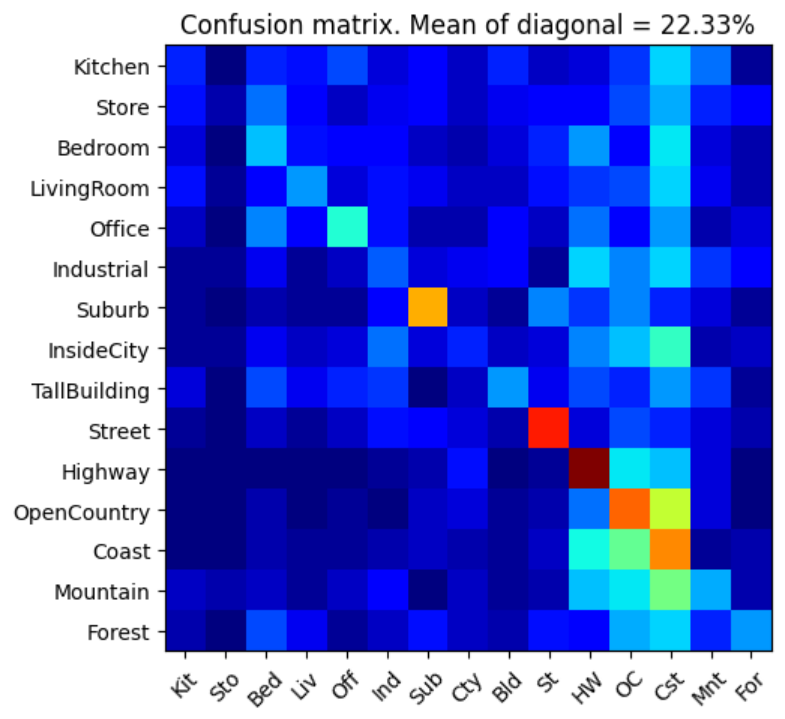 Confusion matrix. Mean of diagonal = 22.33%
Kitchen
Store
Bedroom
LivingRoom
Office
Industrial
Suburb
InsideCity
TallBuilding
Street
Highway
OpenCountry
Coast
Mountain
Forest
Kit Sto Bed Liv Off Ind Sub Cty Bld St HW OC Cst Mnt For